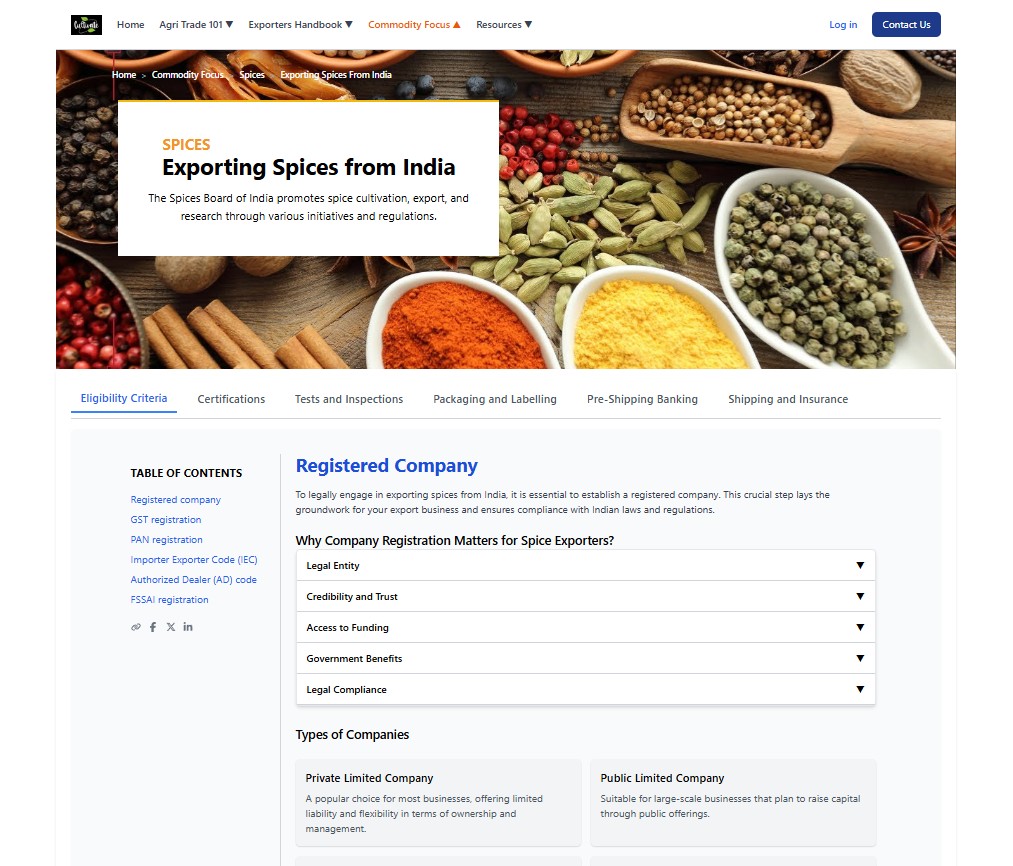 Cultivate
Home Agri Trade 101 ▼ Exporters Handbook ▼ Commodity Focus ▲ Resources ▼ Log in Contact Us
Home > Commodity Focus > Spices > Exporting Spices From India
SPICES
Exporting Spices from India
The Spices Board of India promotes spice cultivation, export, and
research through various initiatives and regulations.
Eligibility Criteria Certifications Tests and Inspections Packaging and Labelling Pre-Shipping Banking Shipping and Insurance
TABLE OF CONTENTS
Registered company
GST registration
PAN registration
Importer Exporter Code (IEC)
Authorized Dealer (AD) code
FSSAI registration
Registered Company
To legally engage in exporting spices from India, it is essential to establish a registered company. This crucial step lays the
groundwork for your export business and ensures compliance with Indian laws and regulations.
Why Company Registration Matters for Spice Exporters?
Legal Entity ▼
Credibility and Trust ▼
Access to Funding ▼
Government Benefits ▼
Legal Compliance ▼
Types of Companies
Private Limited Company
A popular choice for most businesses, offering limited
liability and flexibility in terms of ownership and
management.
Public Limited Company
Suitable for large-scale businesses that plan to raise capital
through public offerings.